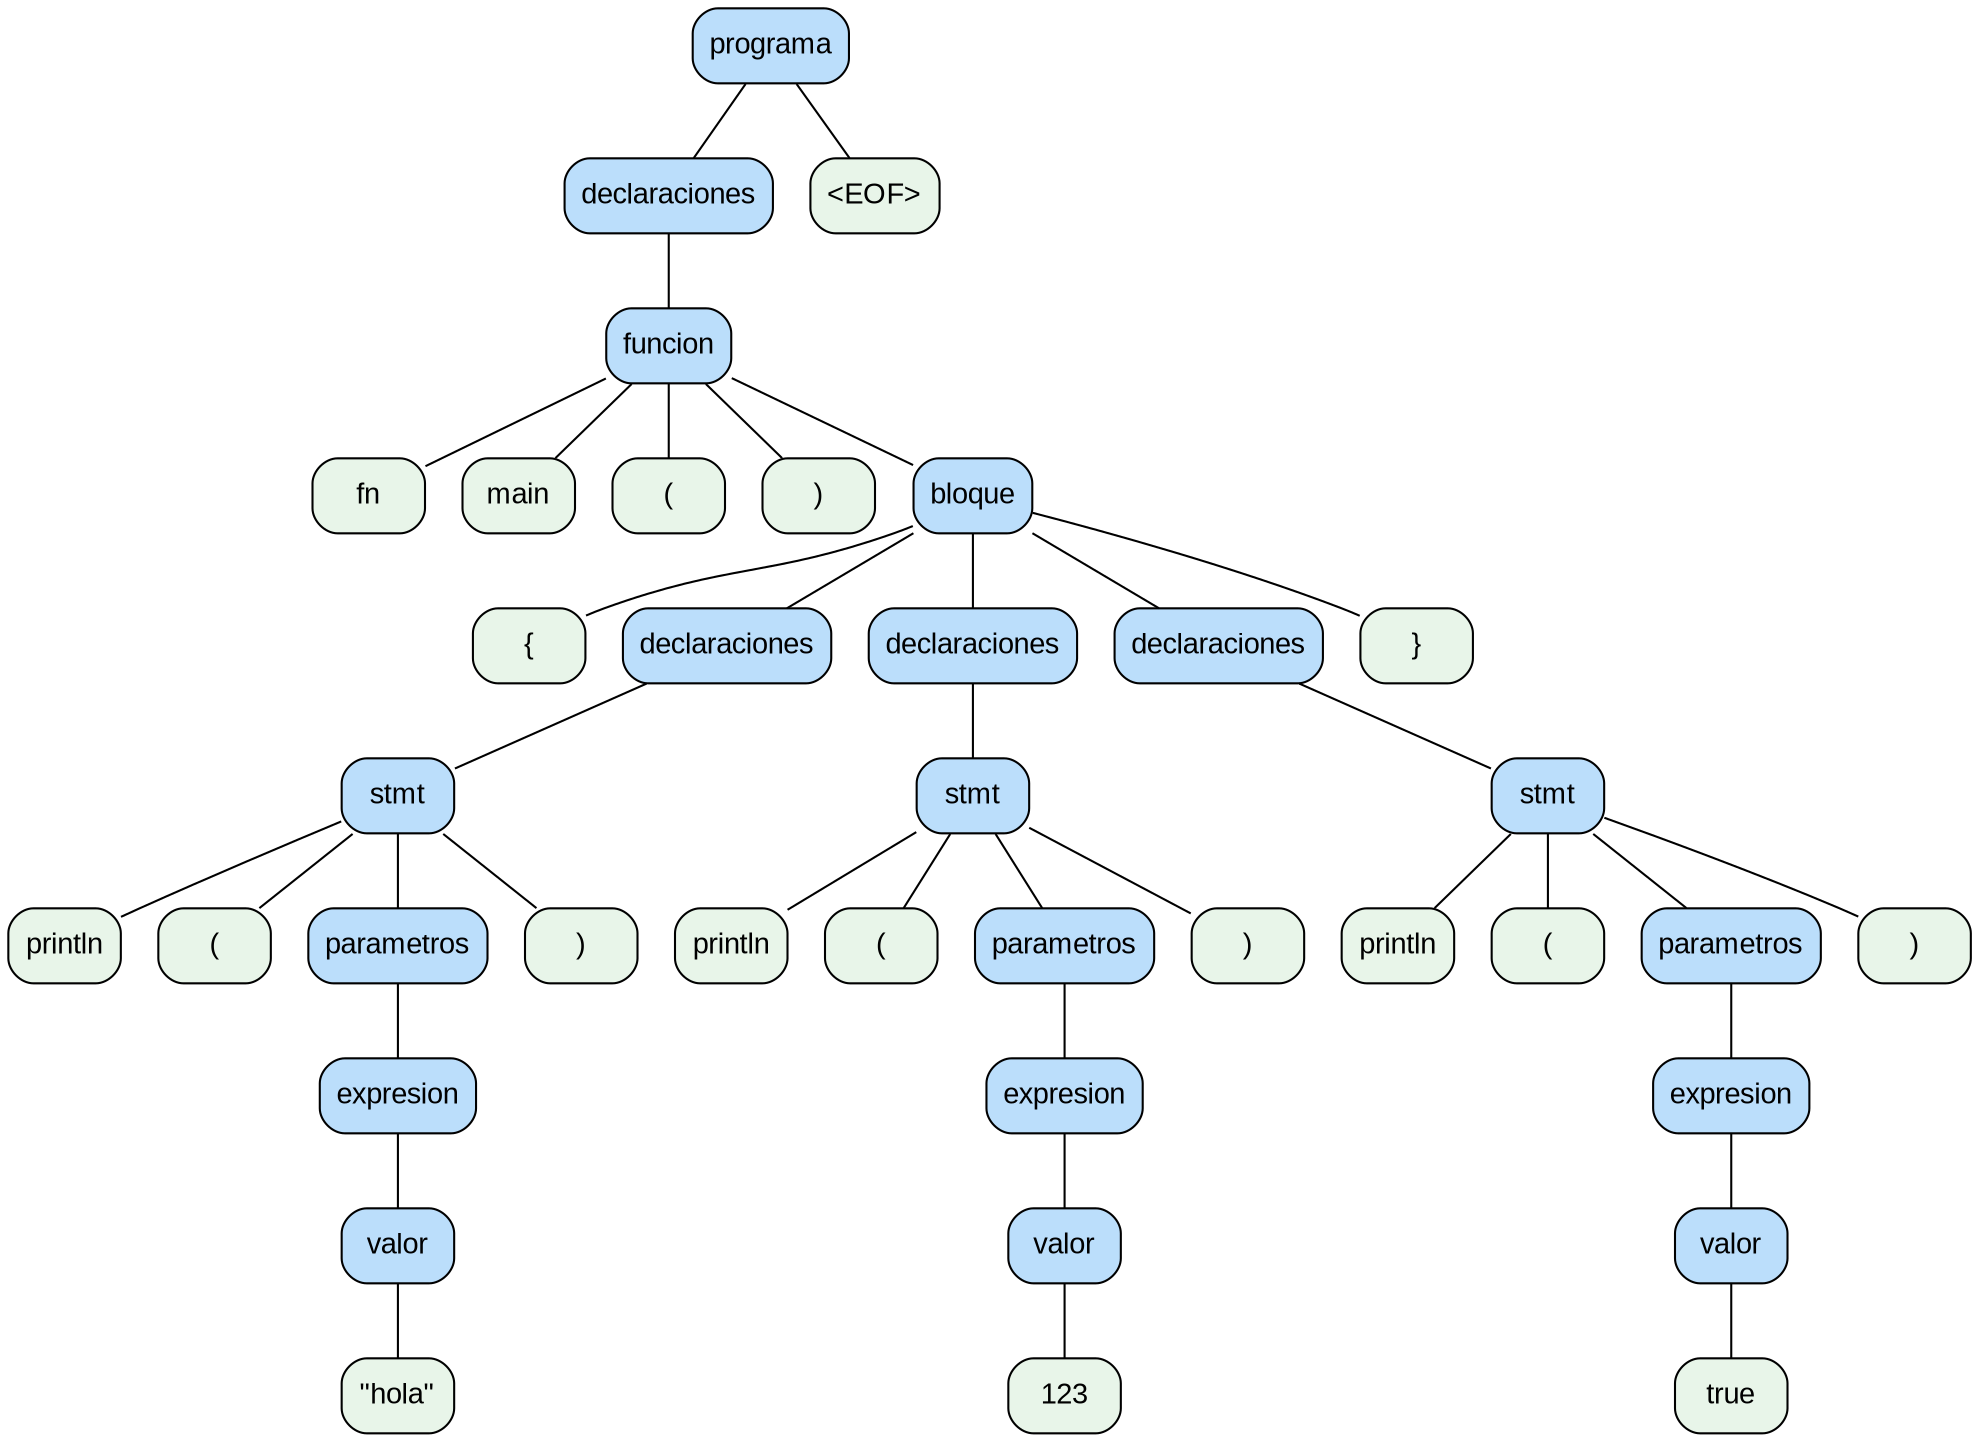 programa
declaraciones
<EOF>
funcion
fn
main
(
)
bloque
{
declaraciones
declaraciones
declaraciones
}
stmt
stmt
stmt
println
(
parametros
)
println
(
parametros
)
println
(
parametros
)
expresion
expresion
expresion
valor
valor
valor
"hola"
123
true